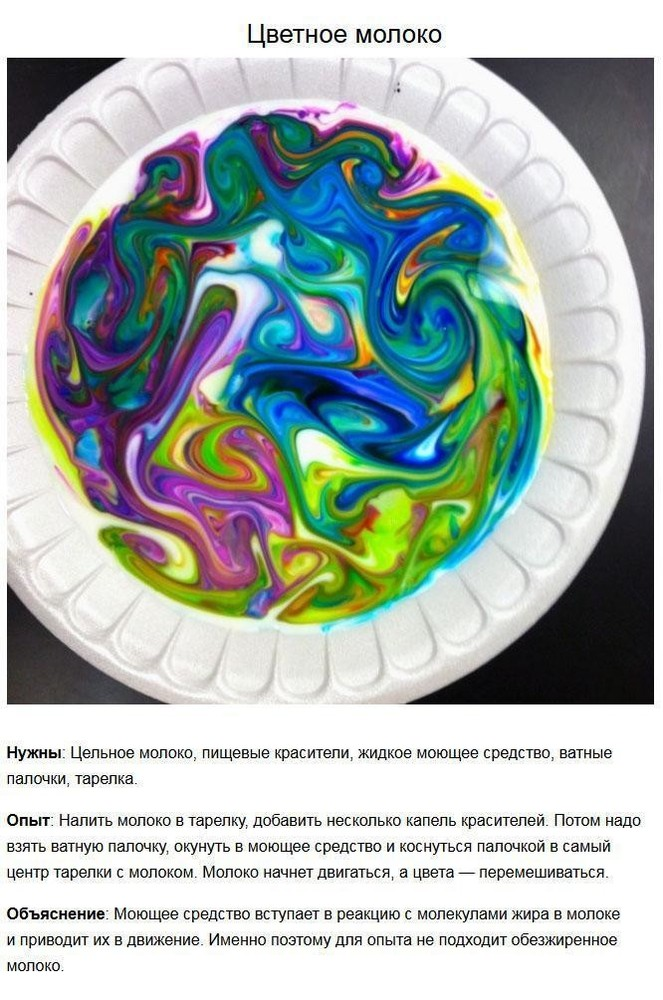 Цветное молоко
Нужны: Цельное молоко, пищевые красители, жидкое моющее средство, ватные
палочки, тарелка.
Опыт: Налить молоко в тарелку, добавить несколько капель красителей. Потом надо
взять ватную палочку, окунуть в моющее средство и коснуться палочкой в самый
центр тарелки с молоком. Молоко начнет двигаться, а цвета — перемешиваться.
Объяснение: Моющее средство вступает в реакцию с молекулами жира в молоке
и приводит их в движение. Именно поэтому для опыта не подходит обезжиренное
молоко.